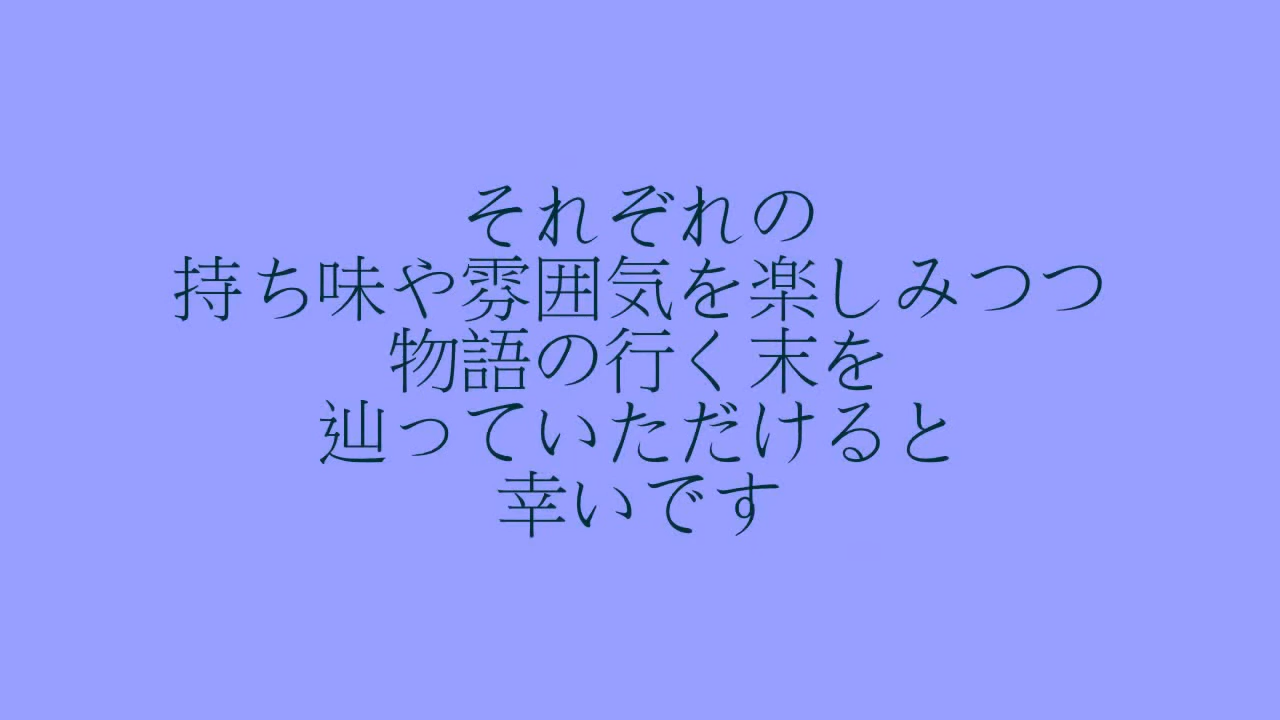 それぞれの
持ち味や雰囲気を楽しみつつ
物語の行く末を
辿っていただけると
幸いです